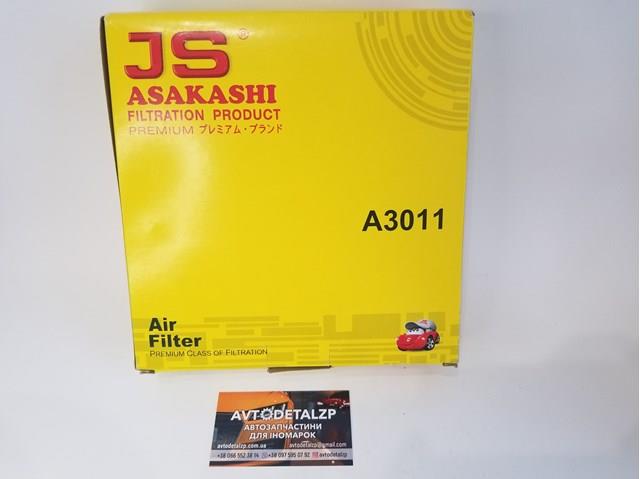 JS®
ASAKASHI
FILTRATION PRODUCT
PREMIUM プレミアム・ブランド
A3011
Air
Filter
PREMIUM CLASS OF FILTRATION
AVTODETALZP
АВТОЗАПЧАСТИНИ
ДЛЯ ІНОМАРОК
avtodetalzp.com.ua avtodetalzp@gmail.com
+38 066 552 38 14 +38 097 595 07 92 avtodetalzp